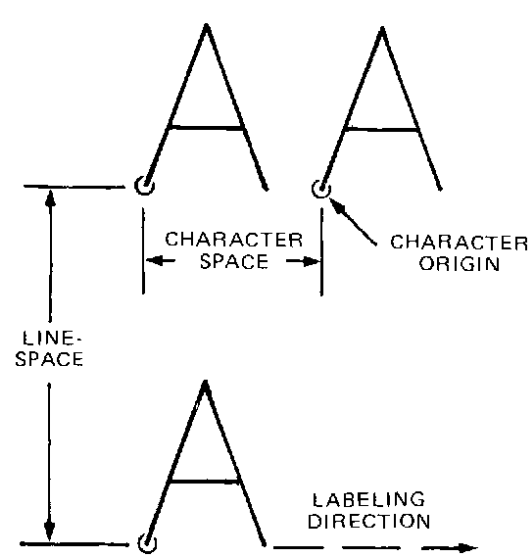 A A
CHARACTER
SPACE
CHARACTER
ORIGIN
LINE-
SPACE
A
LABELING
DIRECTION